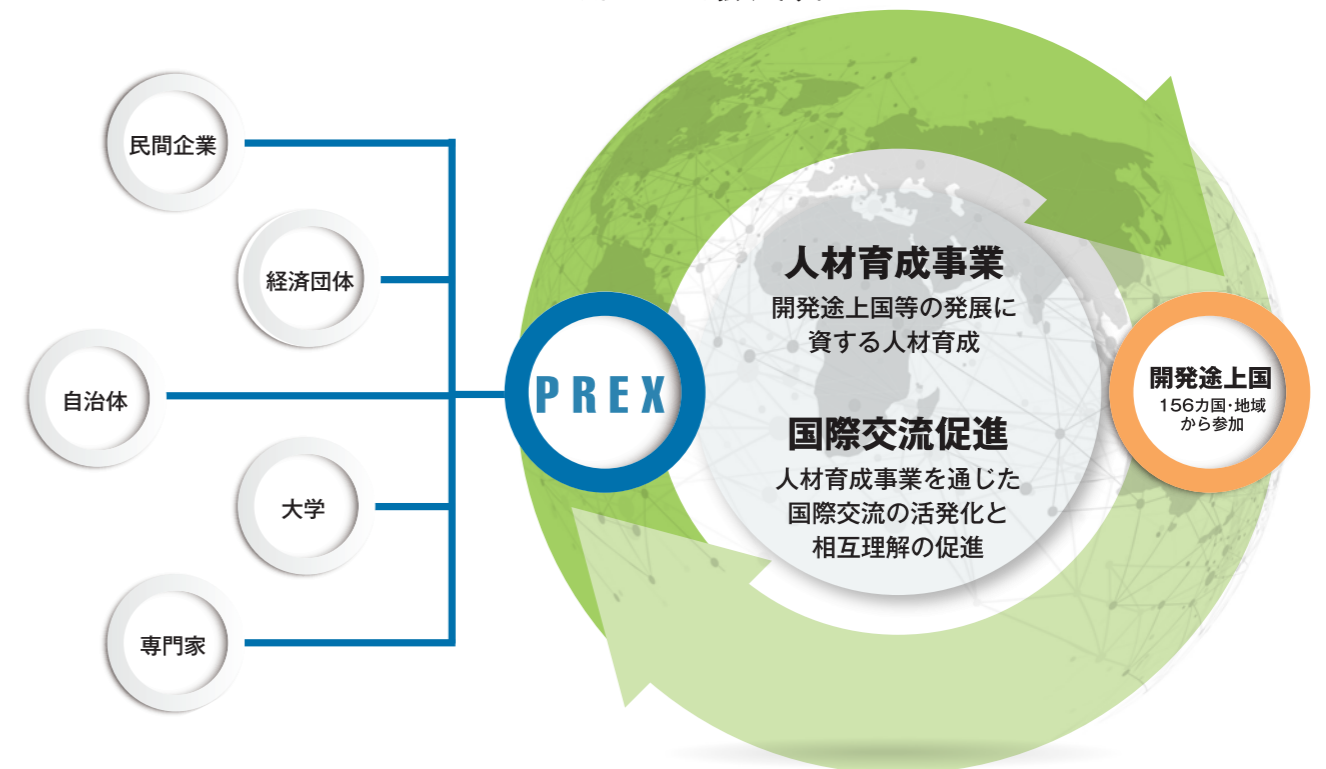 民間企業
経済団体
自治体
大学
専門家
PREX
人材育成事業
開発途上国等の発展に
資する人材育成
国際交流促進
人材育成事業を通じた
国際交流の活発化と
相互理解の促進
開発途上国
156カ国・地域
から参加